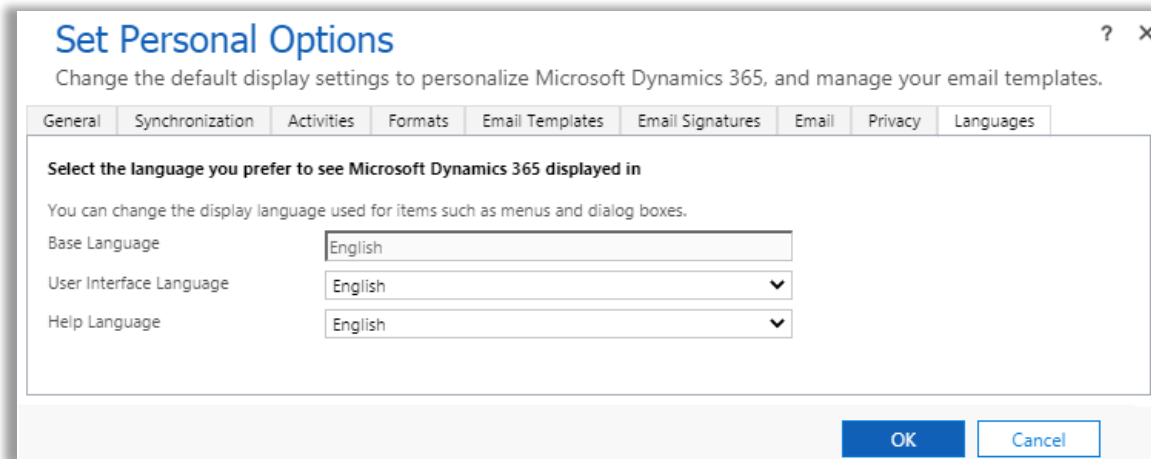 Set Personal Options
? ×
Change the default display settings to personalize Microsoft Dynamics 365, and manage your email templates.
General Synchronization Activities Formats Email Templates Email Signatures Email Privacy Languages
Select the language you prefer to see Microsoft Dynamics 365 displayed in
You can change the display language used for items such as menus and dialog boxes.
Base Language English
User Interface Language English
Help Language English
OK Cancel